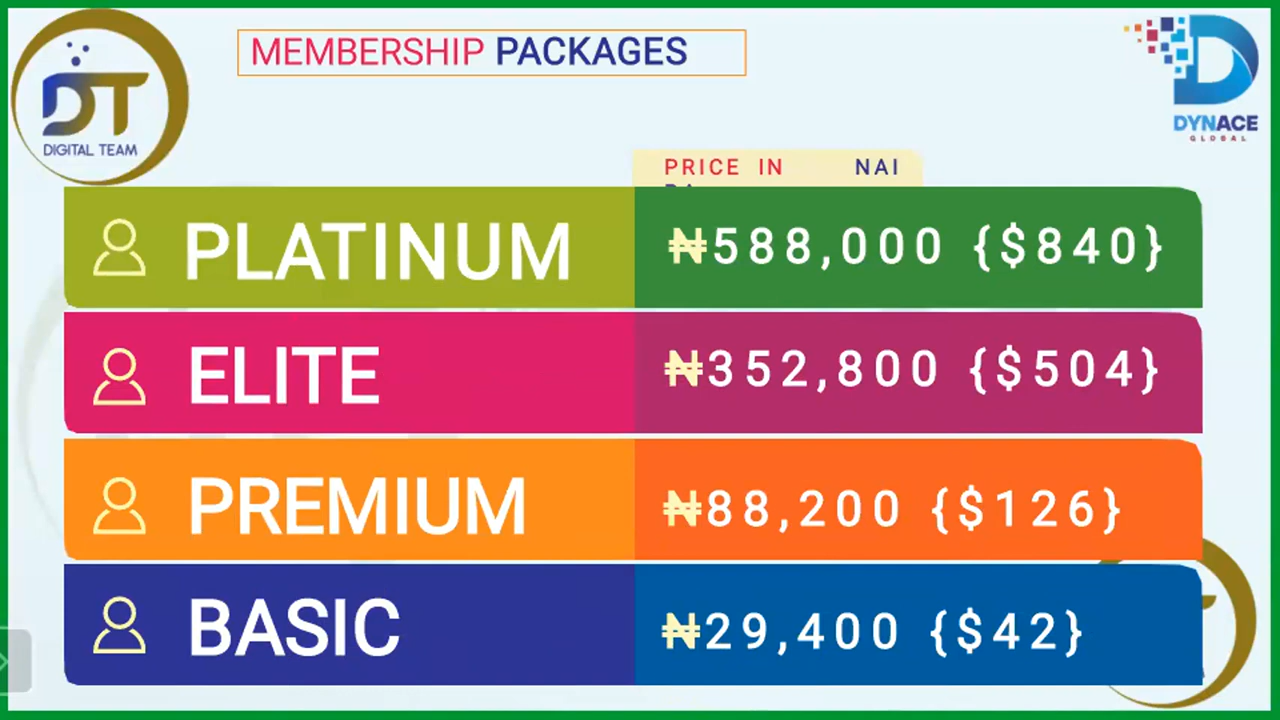 MEMBERSHIP PACKAGES
DT
DIGITAL TEAM
DYNACE
GLOBAL
PRICE IN NAI
PLATINUM ₦588,000 {$840}
ELITE ₦352,800 {$504}
PREMIUM ₦88,200 {$126}
BASIC ₦29,400 {$42}